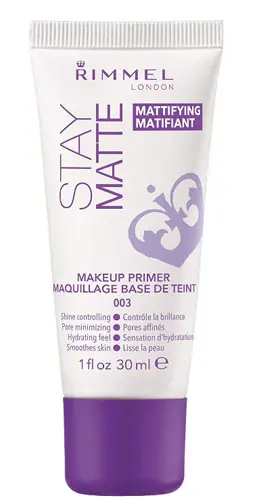 RIMMEL
LONDON
STAY
MATTE
MATTIFYING
MATIFIANT
MAKEUP PRIMER
MAQUILLAGE BASE DE TEINT
003
Shine controlling ● Contrôle la brillance
Pore minimizing ● Pores affinés
Hydrating feel ● Sensation d'hydratation
Smoothes skin ● Lisse la peau
1 fl oz 30 ml e